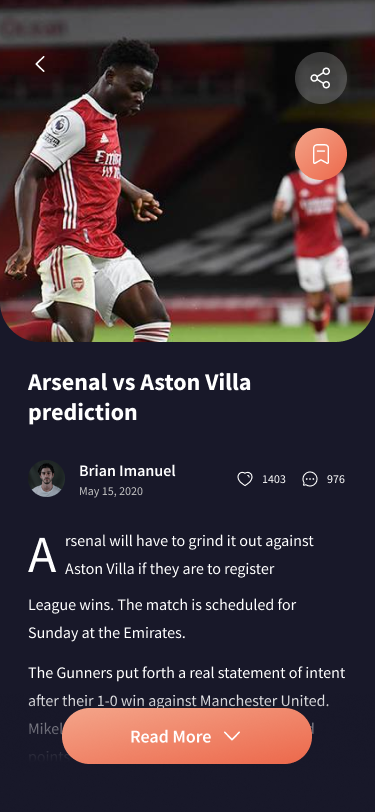 Arsenal vs Aston Villa
prediction
Brian Imanuel
May 15, 2020
1403
976
Arsenal will have to grind it out against
Aston Villa if they are to register
League wins. The match is scheduled for
Sunday at the Emirates.
The Gunners put forth a real statement of intent
after their 1-0 win against Manchester United.
Read More